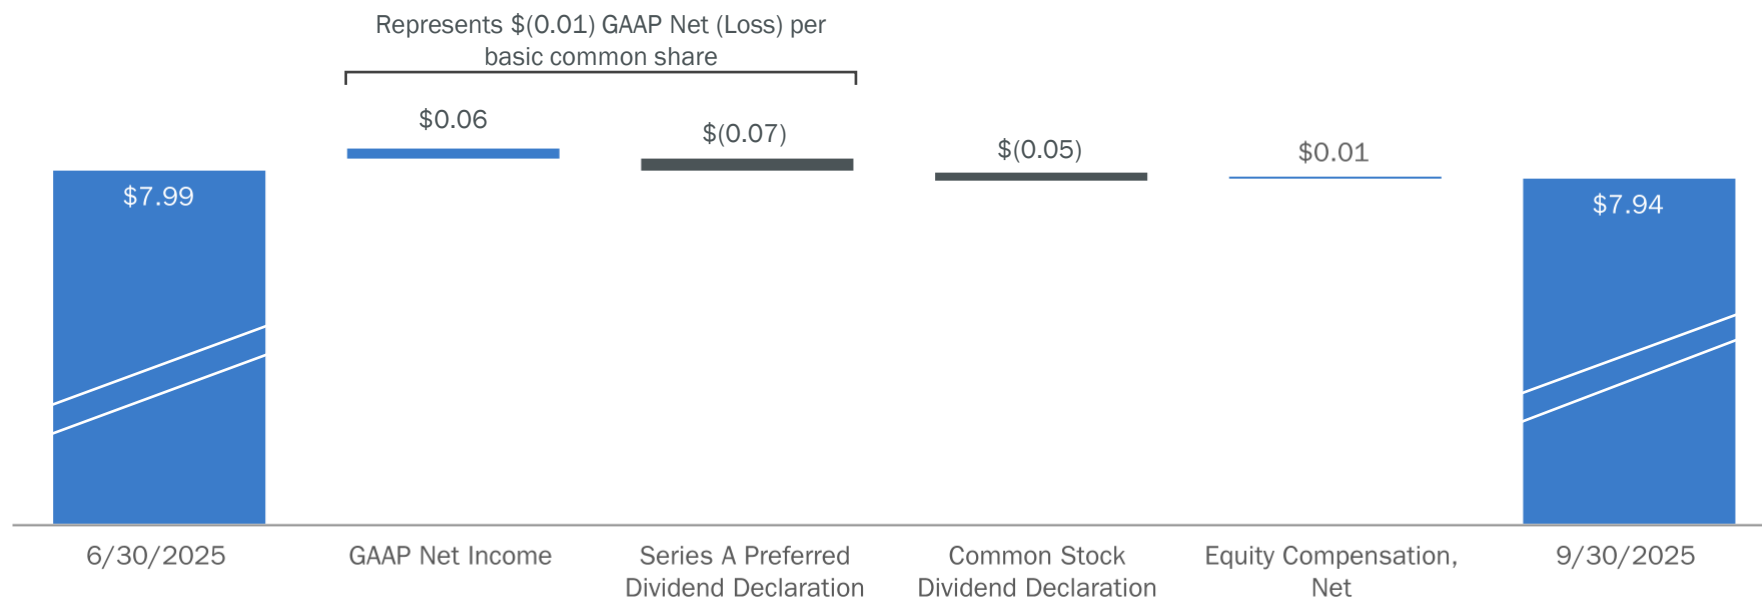 Represents $(0.01) GAAP Net (Loss) per
basic common share
$0.06
$(0.07)
$(0.05)
$0.01
$7.99
$7.94
6/30/2025
GAAP Net Income
Series A Preferred
Dividend Declaration
Common Stock
Dividend Declaration
Equity Compensation,
Net
9/30/2025